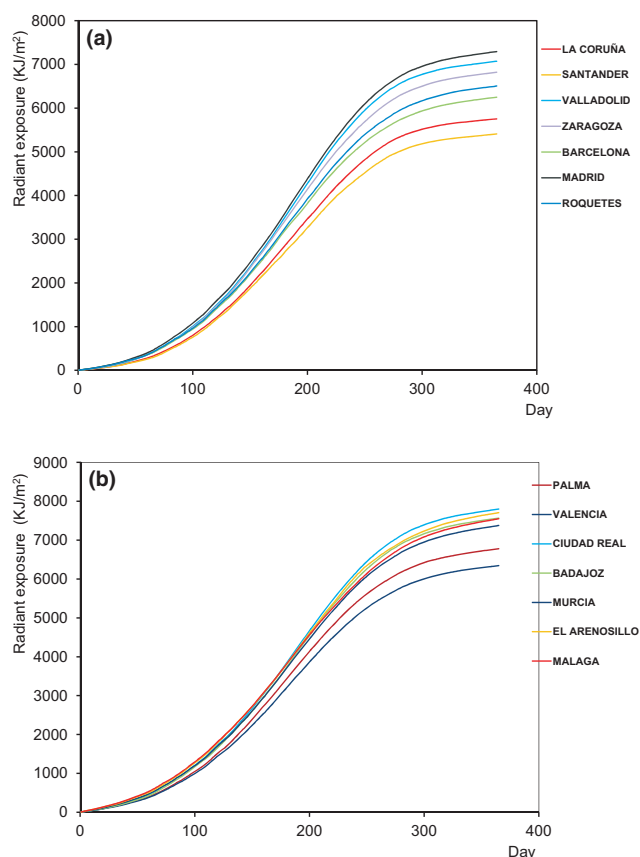 (a)
Radiant exposure (KJ/m²)
8000
7000
6000
5000
4000
3000
2000
1000
0
0 100 200 300 400
Day
LA CORUÑA
SANTANDER
VALLADOLID
ZARAGOZA
BARCELONA
MADRID
ROQUETES
(b)
Radiant exposure (KJ/m²)
9000
8000
7000
6000
5000
4000
3000
2000
1000
0
0 100 200 300 400
Day
PALMA
VALENCIA
CIUDAD REAL
BADAJOZ
MURCIA
EL ARENOSILLO
MALAGA